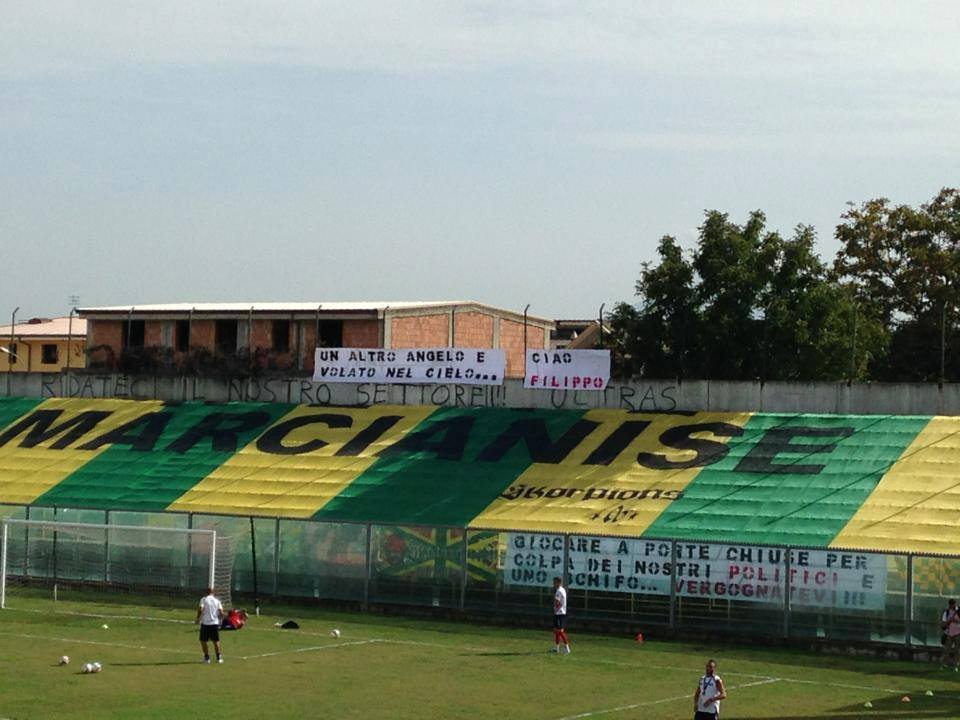 UN ALTRO ANGELO E
VOLATO NEL CIELO...
CIAO
FILIPPO
RIDATECI IL NOSTRO SETTORE!!! ULTRAS
MARCIANISE
Skorpions
GIOCARE A PORTE CHIUSE PER
COLPA DEI NOSTRI POLITICI E
UNO SCHIFO... VERGOGNATEVI!!!